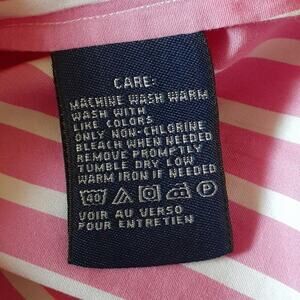 CARE:
MACHINE WASH WARM
WASH WITH
LIKE COLORS
ONLY NON-CHLORINE
BLEACH WHEN NEEDED
REMOVE PROMPTLY
TUMBLE DRY LOW
WARM IRON IF NEEDED
40 P
VOIR AU VERSO
POUR ENTRETIEN